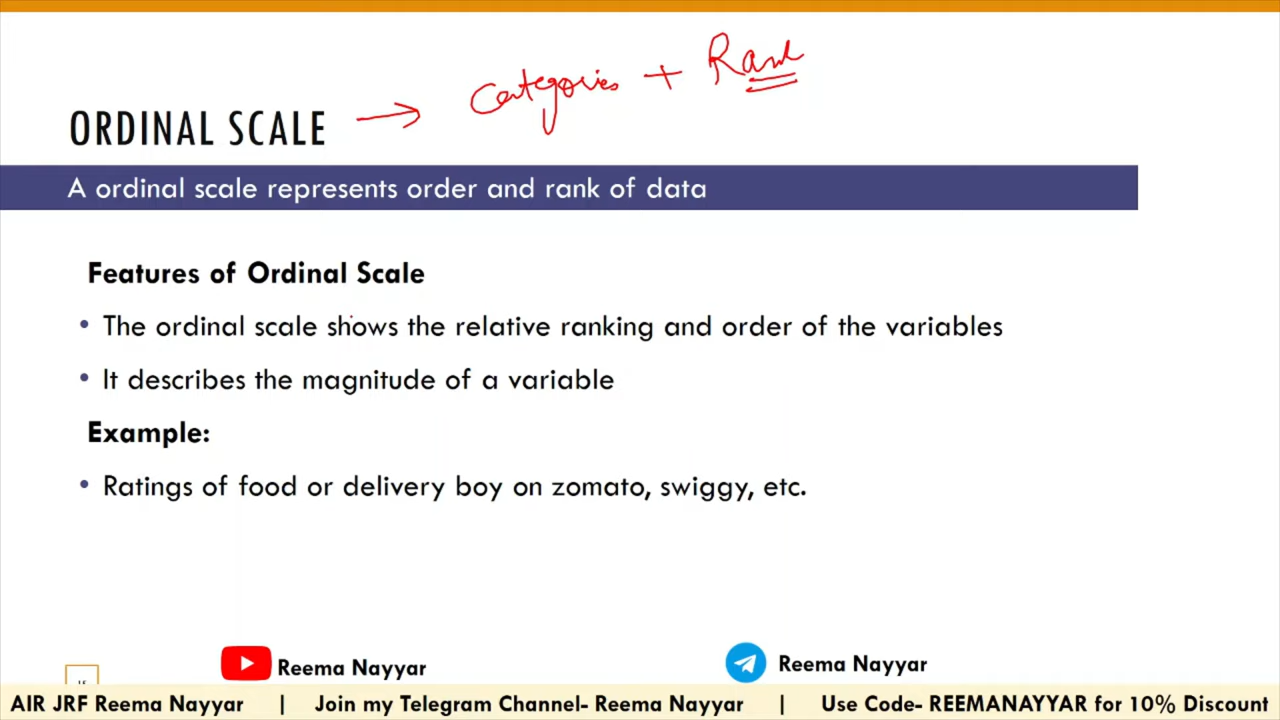 Categories + Rank
ORDINAL SCALE →
A ordinal scale represents order and rank of data
Features of Ordinal Scale
• The ordinal scale shows the relative ranking and order of the variables
• It describes the magnitude of a variable
Example:
• Ratings of food or delivery boy on zomato, swiggy, etc.
Reema Nayyar
Reema Nayyar
AIR JRF Reema Nayyar | Join my Telegram Channel- Reema Nayyar | Use Code- REEMANAYYAR for 10% Discount